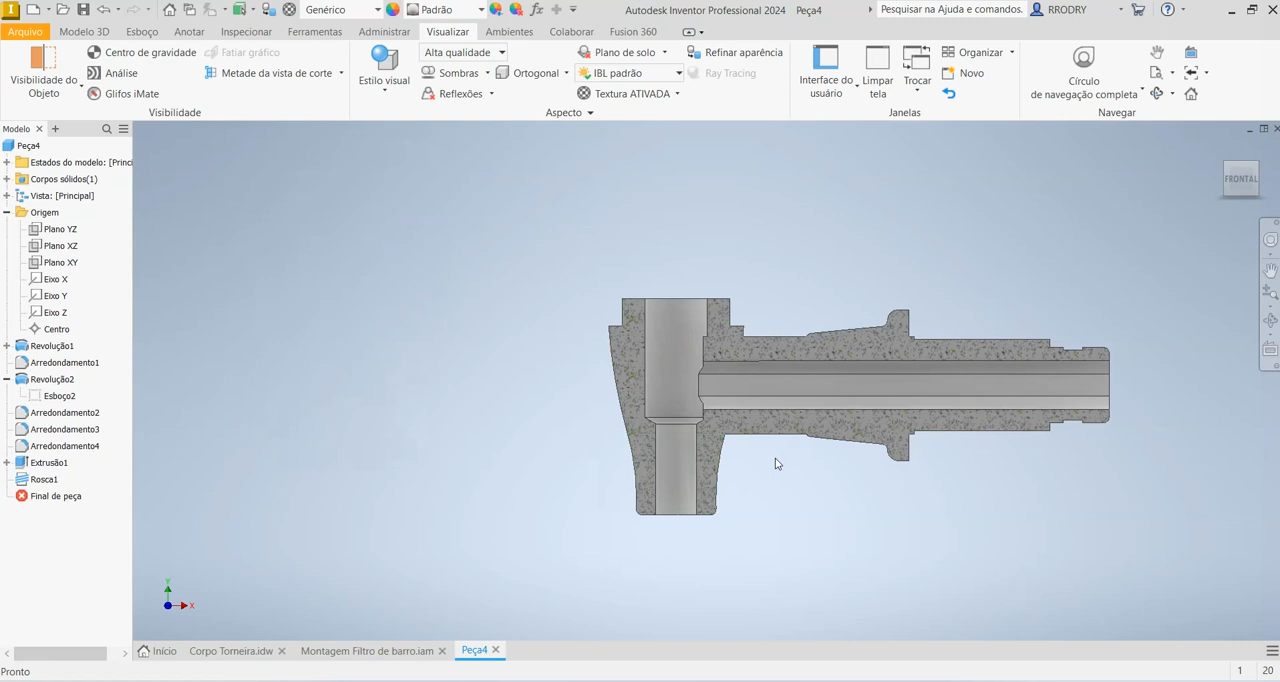 Genérico Padrão Autodesk Inventor Professional 2024 Peça4 Pesquisar na Ajuda e comandos. RRODRY
Arquivo Modelo 3D Esboço Anotar Inspecionar Ferramentas Administrar Visualizar Ambientes Colaborar Fusion 360
Visibilidade do Objeto
Centro de gravidade Fatiar gráfico
Análise Metade da vista de corte
Glifos iMate
Visibilidade
Estilo visual
Alta qualidade Plano de solo Refinar aparência
Sombras Ortogonal IBL padrão Ray Tracing
Reflexões Textura ATIVADA
Aspecto
Interface do usuário
Limpar tela
Trocar
Organizar
Novo
Janelas
Círculo de navegação completa
Navegar
Modelo
Peça4
Estados do modelo: [Princ
Corpos sólidos(1)
Vista: [Principal]
Origem
Plano YZ
Plano XZ
Plano XY
Eixo X
Eixo Y
Eixo Z
Centro
Revolução1
Arredondamento1
Revolução2
Esboço2
Arredondamento2
Arredondamento3
Arredondamento4
Extrusão1
Rosca1
Final de peça
FRONTAL
Y
X
Início Corpo Torneira.idw Montagem Filtro de barro.iam Peça4
Pronto 1 20